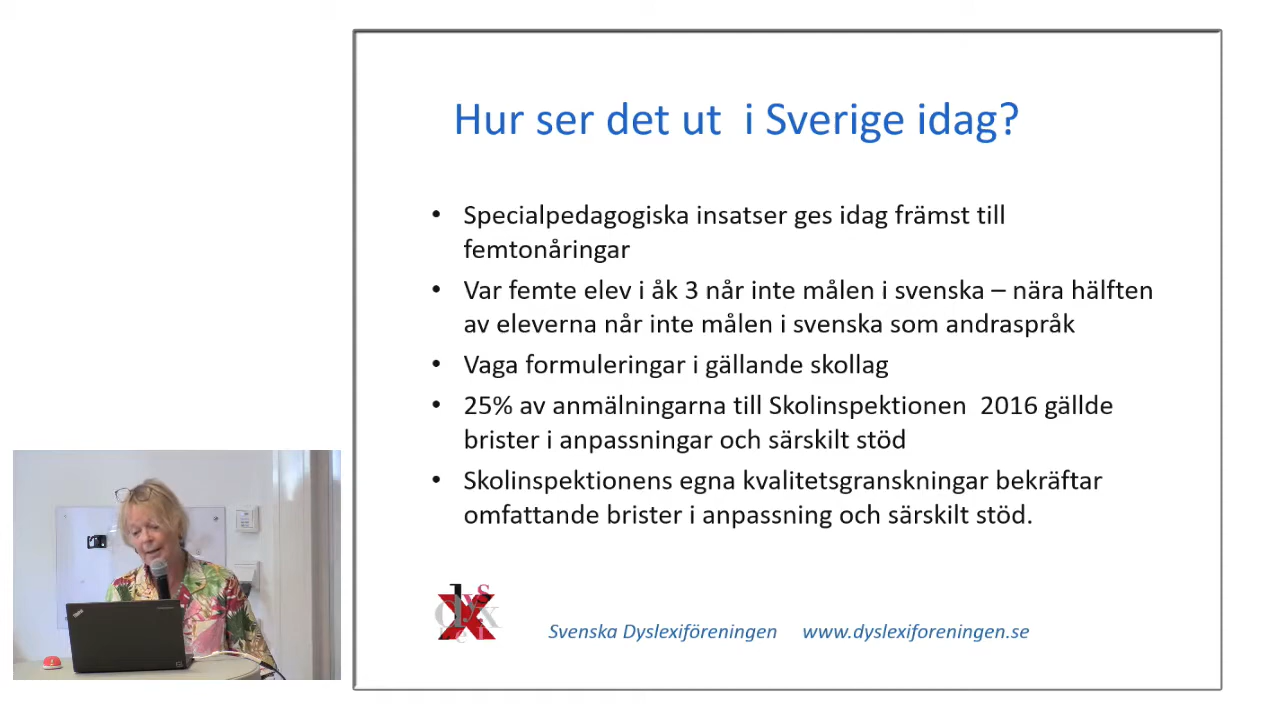 Hur ser det ut i Sverige idag?
• Specialpedagogiska insatser ges idag främst till
femtonåringar
• Var femte elev i åk 3 når inte målen i svenska – nära hälften
av eleverna når inte målen i svenska som andraspråk
• Vaga formuleringar i gällande skollag
• 25% av anmälningarna till Skolinspektionen 2016 gällde
brister i anpassningar och särskilt stöd
• Skolinspektionens egna kvalitetsgranskningar bekräftar
omfattande brister i anpassning och särskilt stöd.
Svenska Dyslexiföreningen www.dyslexiforeningen.se